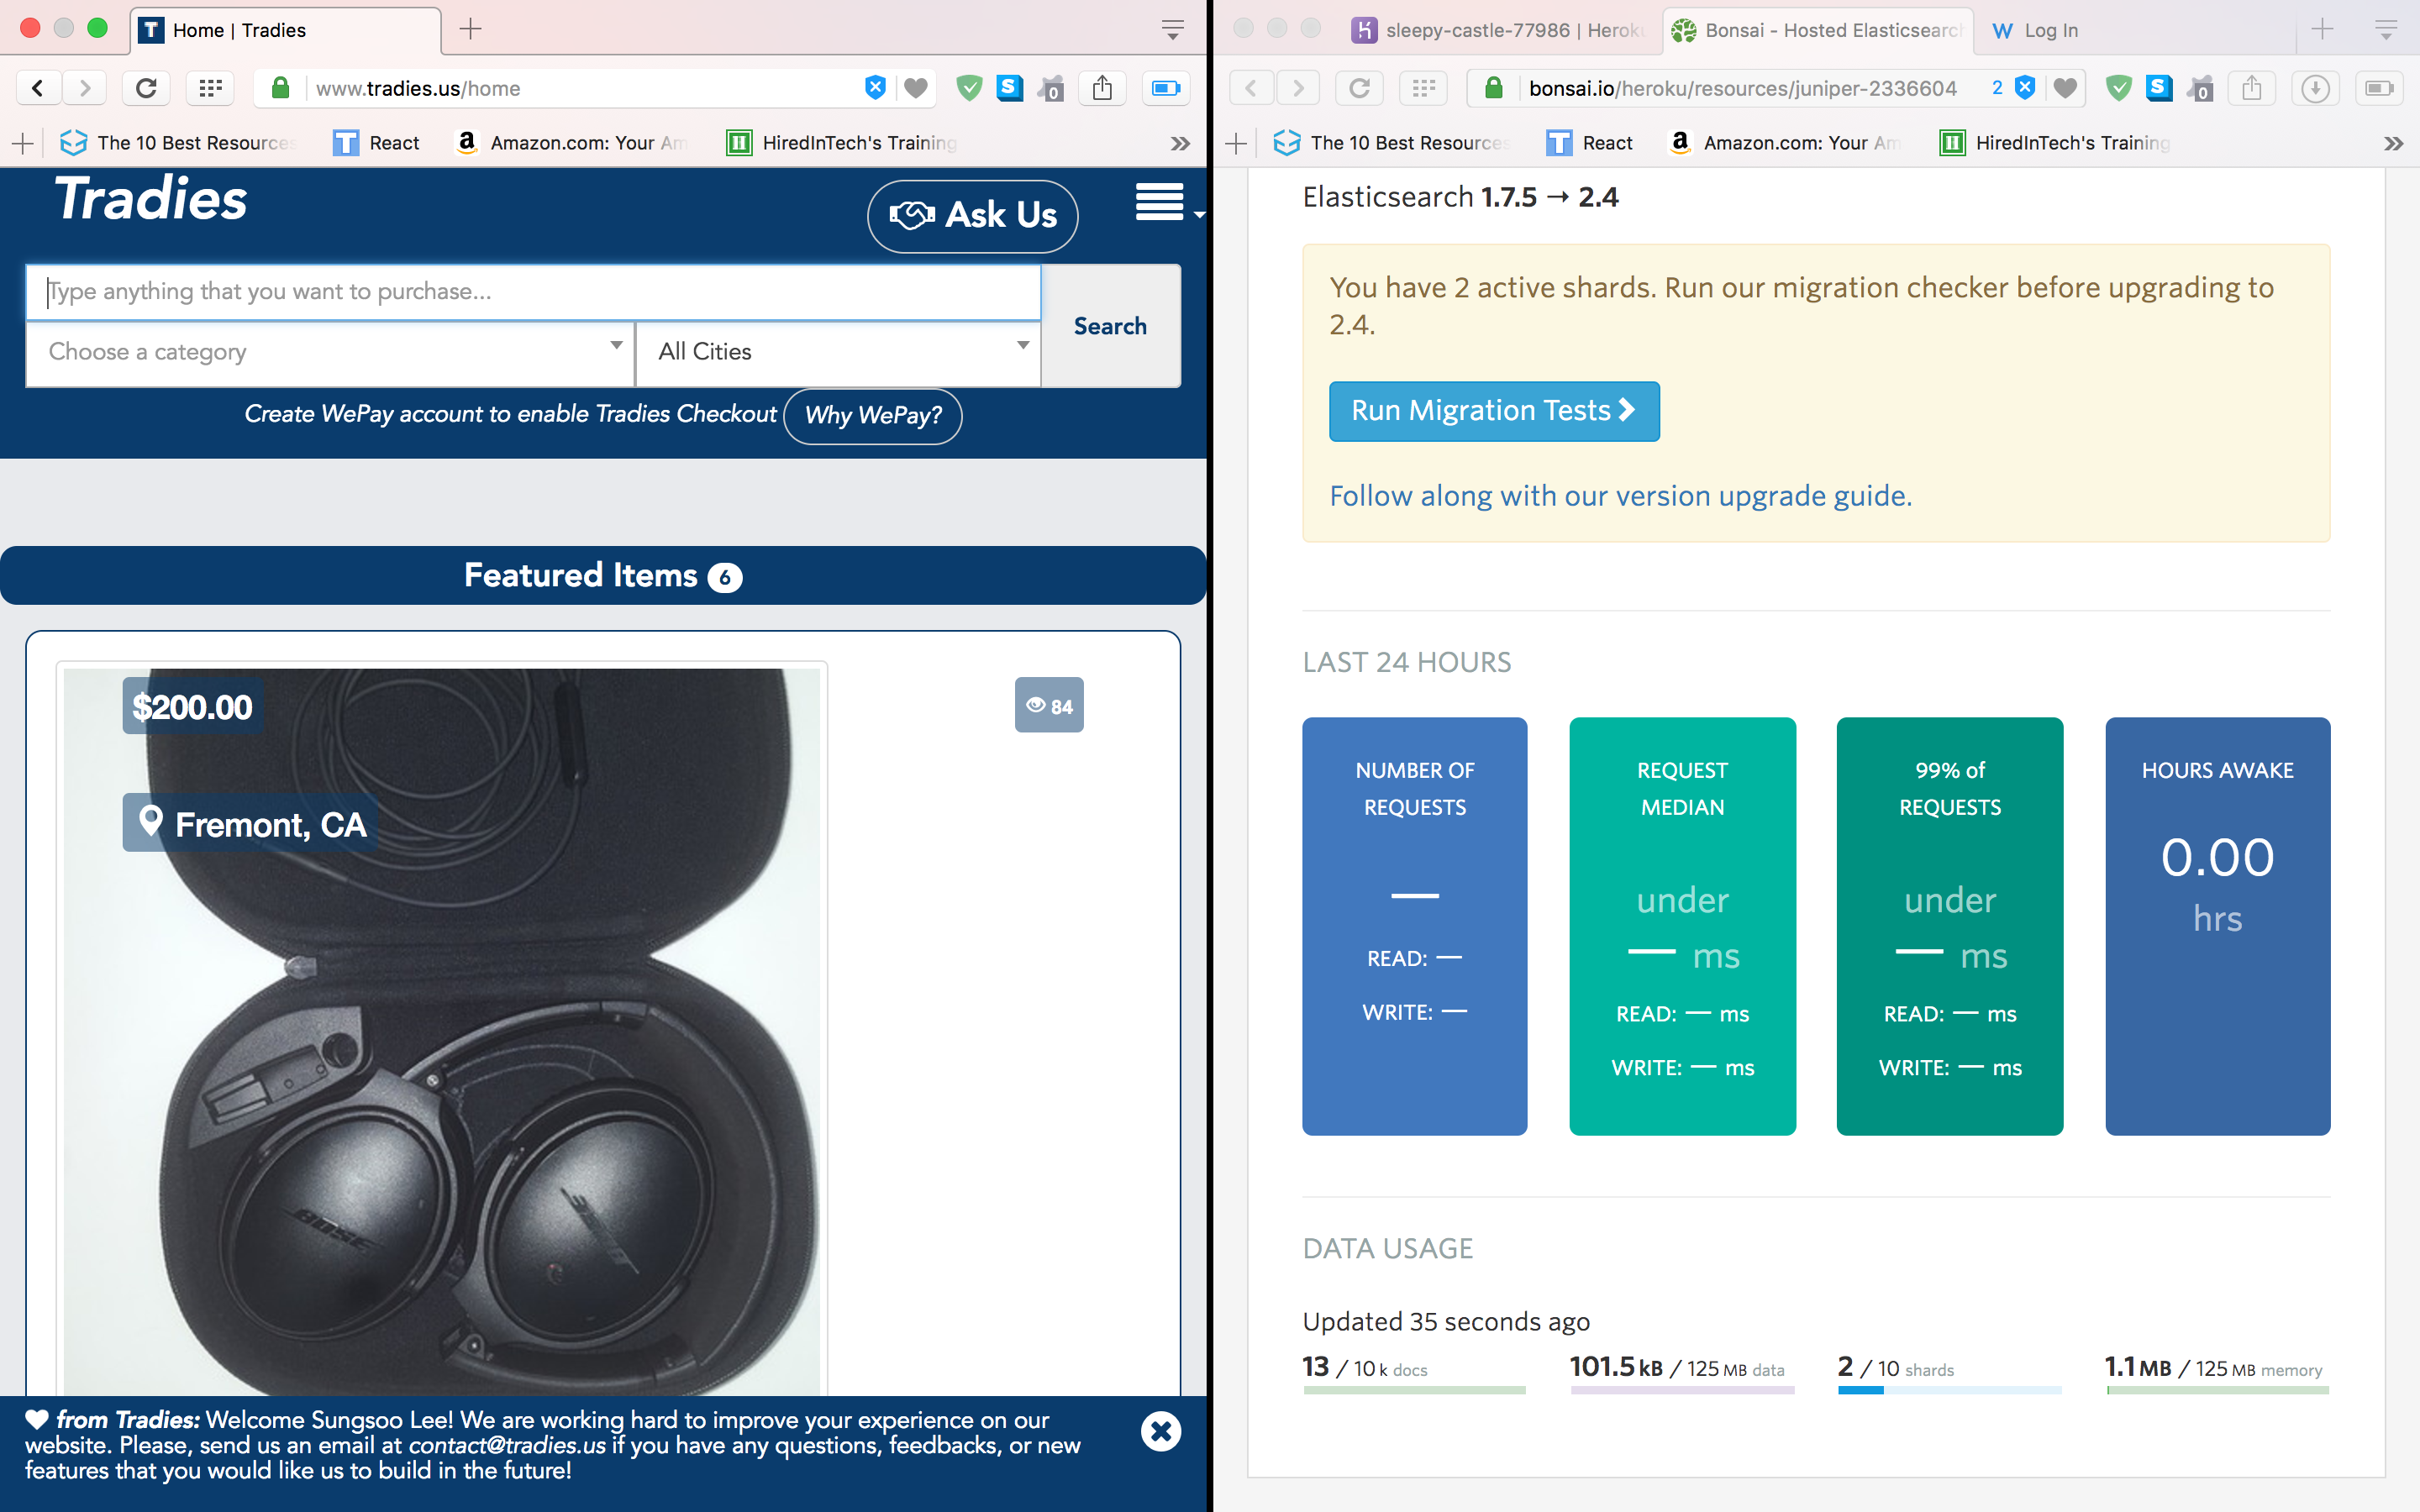 Home | Tradies
www.tradies.us/home
0
The 10 Best Resources
React
Amazon.com: Your Am
HiredInTech's Training
Tradies
Ask Us
Type anything that you want to purchase...
Choose a category
All Cities
Search
Create WePay account to enable Tradies Checkout
Why WePay?
Featured Items 6
$200.00
84
Fremont, CA
BOSE
from Tradies: Welcome Sungsoo Lee! We are working hard to improve your experience on our
website. Please, send us an email at contact@tradies.us if you have any questions, feedbacks, or new
features that you would like us to build in the future!
sleepy-castle-77986 | Heroku
Bonsai - Hosted Elasticsearch
Log In
bonsai.io/heroku/resources/juniper-2336604
2
0
The 10 Best Resources
React
Amazon.com: Your Am
HiredInTech's Training
Elasticsearch 1.7.5 → 2.4
You have 2 active shards. Run our migration checker before upgrading to
2.4.
Run Migration Tests
Follow along with our version upgrade guide.
LAST 24 HOURS
NUMBER OF
REQUESTS
—
READ: —
WRITE: —
REQUEST
MEDIAN
under
— ms
READ: — ms
WRITE: — ms
99% of
REQUESTS
under
— ms
READ: — ms
WRITE: — ms
HOURS AWAKE
0.00
hrs
DATA USAGE
Updated 35 seconds ago
13 / 10 k docs
101.5 kB / 125 MB data
2 / 10 shards
1.1 MB / 125 MB memory